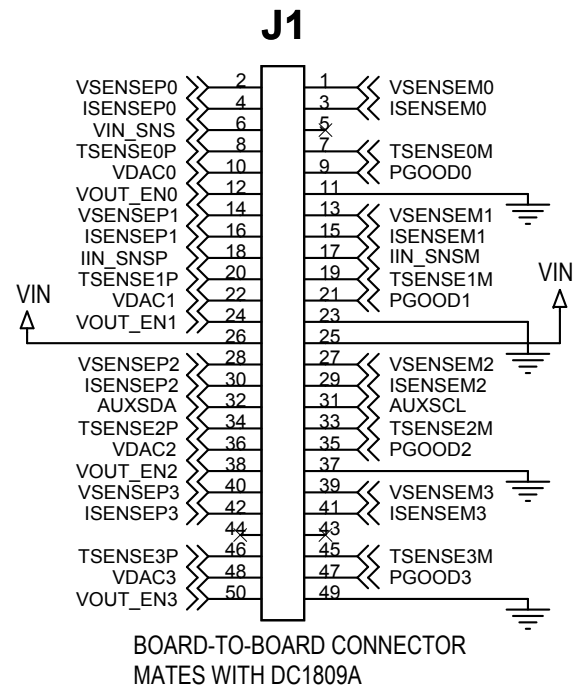 J1
VSENSEP0 2 1 VSENSEM0
ISENSEP0 4 3 ISENSEM0
VIN_SNS 6 5
TSENSE0P 8 7 TSENSE0M
VDAC0 10 9 PGOOD0
VOUT_EN0 12 11
VSENSEP1 14 13 VSENSEM1
ISENSEP1 16 15 ISENSEM1
IIN_SNSP 18 17 IIN_SNSM
TSENSE1P 20 19 TSENSE1M
VIN VDAC1 22 21 PGOOD1 VIN
VOUT_EN1 24 23
26 25
VSENSEP2 28 27 VSENSEM2
ISENSEP2 30 29 ISENSEM2
AUXSDA 32 31 AUXSCL
TSENSE2P 34 33 TSENSE2M
VDAC2 36 35 PGOOD2
VOUT_EN2 38 37
VSENSEP3 40 39 VSENSEM3
ISENSEP3 42 41 ISENSEM3
44 43
TSENSE3P 46 45 TSENSE3M
VDAC3 48 47 PGOOD3
VOUT_EN3 50 49
BOARD-TO-BOARD CONNECTOR
MATES WITH DC1809A